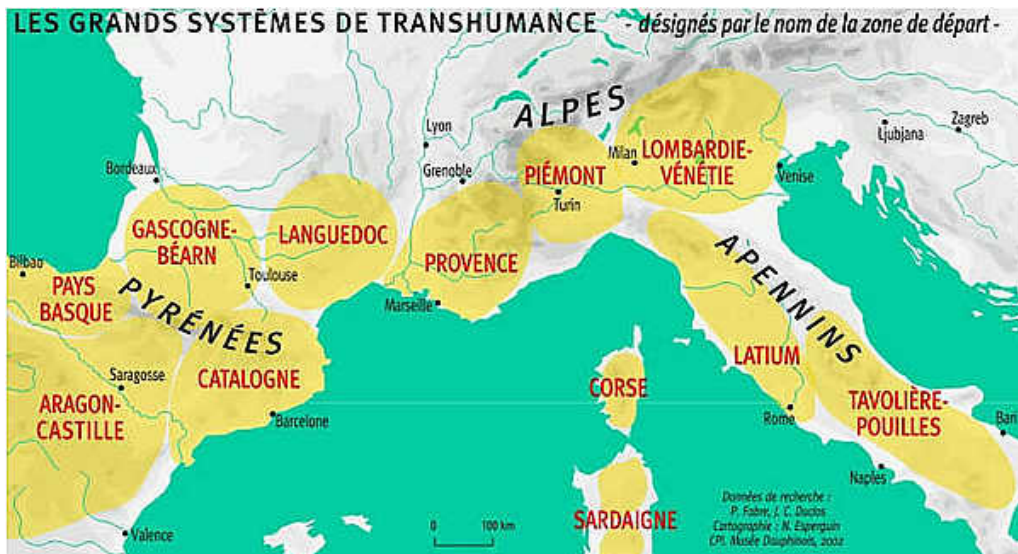 LES GRANDS SYSTÈMES DE TRANSHUMANCE - désignés par le nom de la zone de départ -
ALPES
Lyon
Grenoble
Milan
LOMBARDIE-
VÉNÉTIE
Ljubjana
Zagreb
Venise
PIÉMONT
Turin
Bordeaux
GASCOGNE-
BÉARN
LANGUEDOC
PROVENCE
Toulouse
Marseille
Bilbao
PAYS
BASQUE
PYRÉNÉES
APENNINS
Saragosse
CATALOGNE
Barcelone
ARAGON-
CASTILLE
CORSE
LATIUM
Rome
TAVOLIÈRE-
POUILLES
Bari
Naples
Valence
0 100 km
SARDAIGNE
Données de recherche :
P. Fabre, J. C. Duclos
Cartographie : N. Esperguin
CPI. Musée Dauphinois, 2002